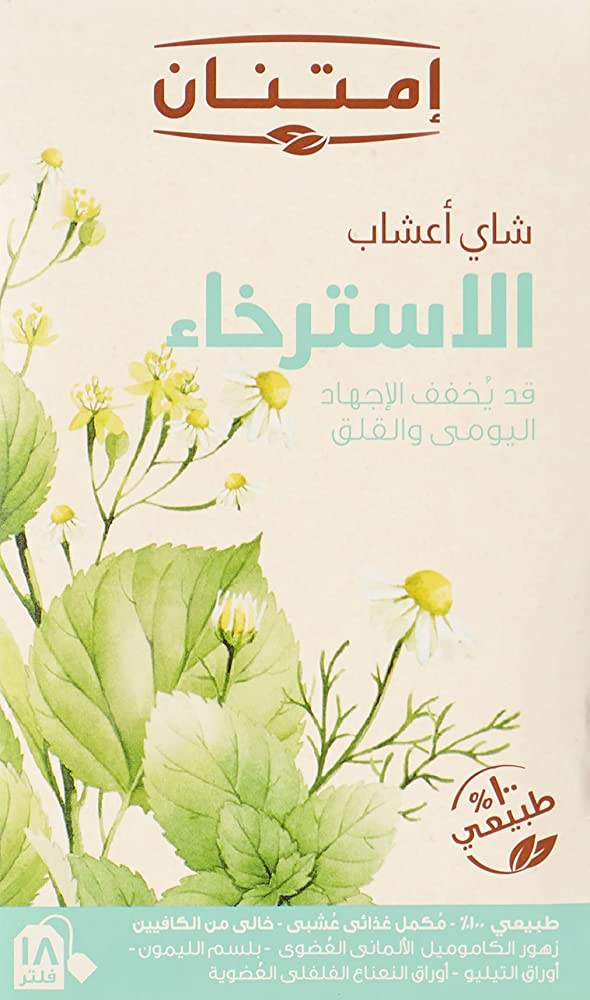 إمتنان
شاي أعشاب
الاسترخاء
قد يُخفف الإجهاد
اليومى والقلق
١٠٠%
طبيعي
طبيعي ١٠٠٪ - مُكمل غذائى عُشبى - خالى من الكافيين
زهور الكاموميل الألمانى العُضوى - بلسم الليمون -
أوراق التيليو - أوراق النعناع الفلفلى العُضوية
١٨
فلتر